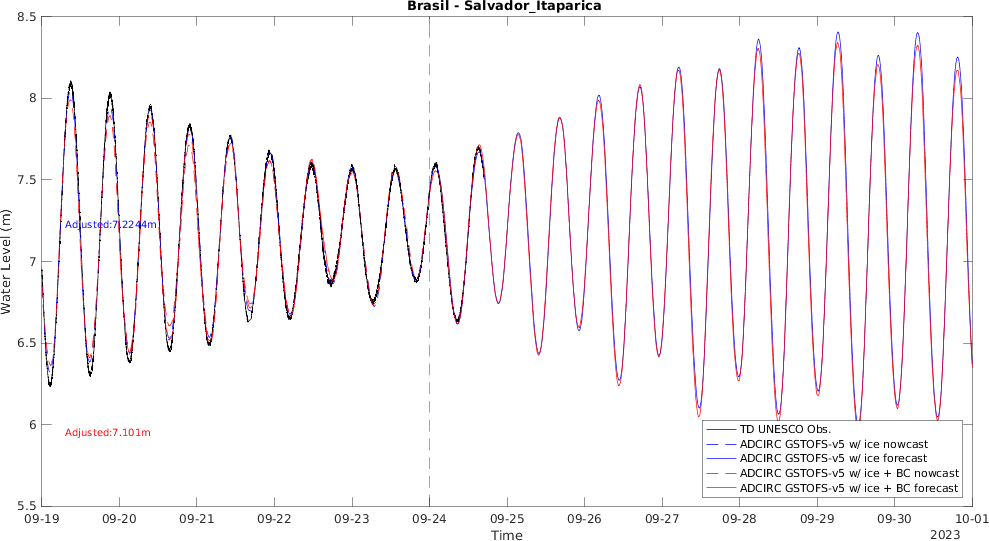 Brasil - Salvador_Itaparica
8.5
8
7.5
7
6.5
6
5.5
Water Level (m)
Adjusted:7.2244m
Adjusted:7.101m
TD UNESCO Obs.
ADCIRC GSTOFS-v5 w/ ice nowcast
ADCIRC GSTOFS-v5 w/ ice forecast
ADCIRC GSTOFS-v5 w/ ice + BC nowcast
ADCIRC GSTOFS-v5 w/ ice + BC forecast
09-19 09-20 09-21 09-22 09-23 09-24 09-25 09-26 09-27 09-28 09-29 09-30 10-01
Time
2023